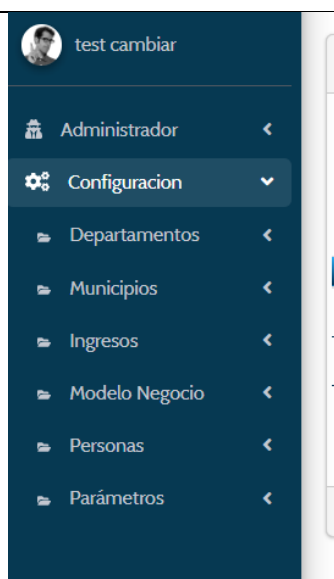 test cambiar
Administrador
Configuracion
Departamentos
Municipios
Ingresos
Modelo Negocio
Personas
Parámetros